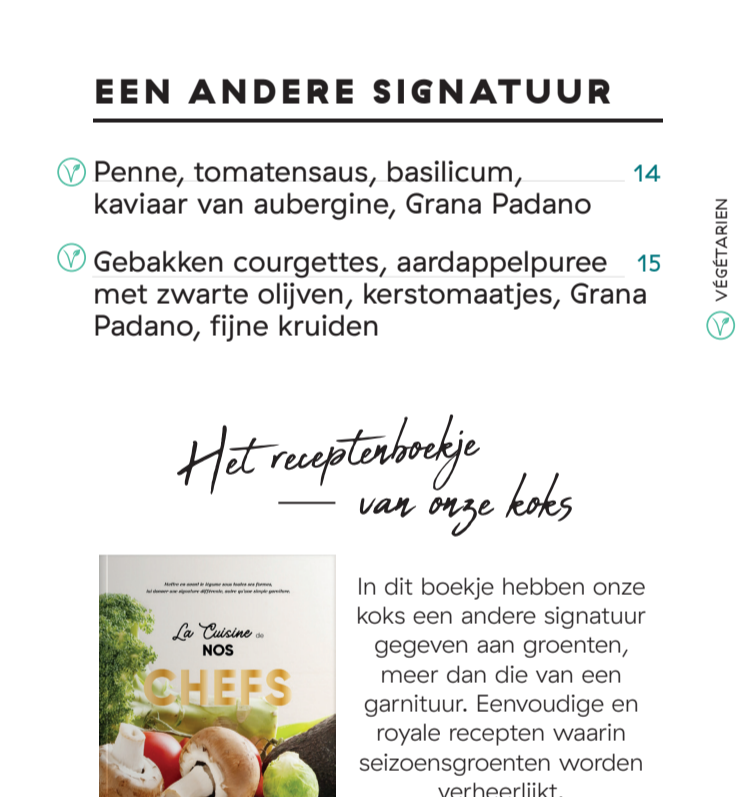 EEN ANDERE SIGNATUUR
Penne, tomatensaus, basilicum, 14
kaviaar van aubergine, Grana Padano
Gebakken courgettes, aardappelpuree 15
met zwarte olijven, kerstomaatjes, Grana
Padano, fijne kruiden
VÉGÉTARIEN
Het receptenboekje
van onze koks
La Cuisine de
NOS
CHEFS
In dit boekje hebben onze
koks een andere signatuur
gegeven aan groenten,
meer dan die van een
garnituur. Eenvoudige en
royale recepten waarin
seizoensgroenten worden
verheerlijkt.